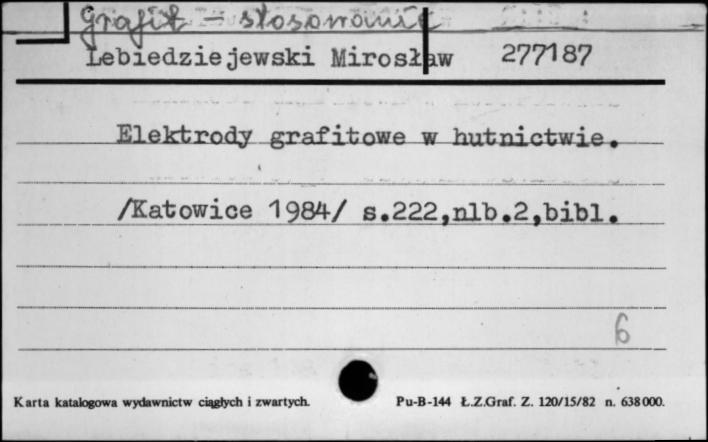 Grafit - stosowanie
Lebiedziejewski Mirosław 277187
Elektrody grafitowe w hutnictwie.
/Katowice 1984/ s.222,nlb.2,bibl.
6
Karta katalogowa wydawnictw ciągłych i zwartych. Pu-B-144 Ł.Z.Graf. Z. 120/15/82 n. 638000.